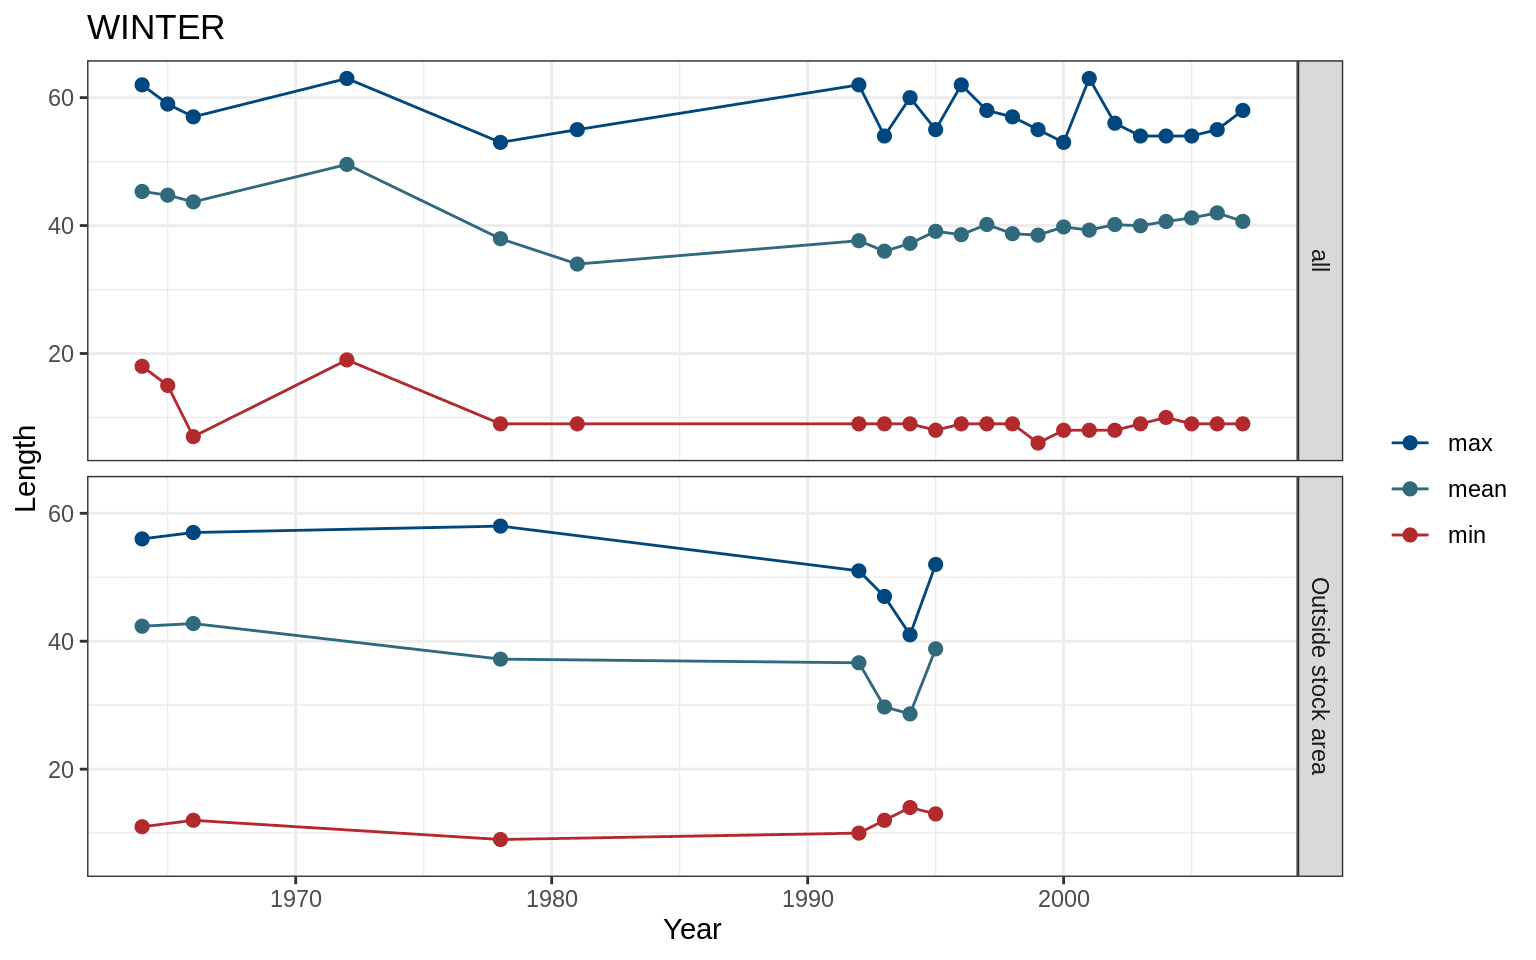 WINTER
60
40
20
all
Length
60
40
20
Outside stock area
1970 1980 1990 2000
Year
max
mean
min